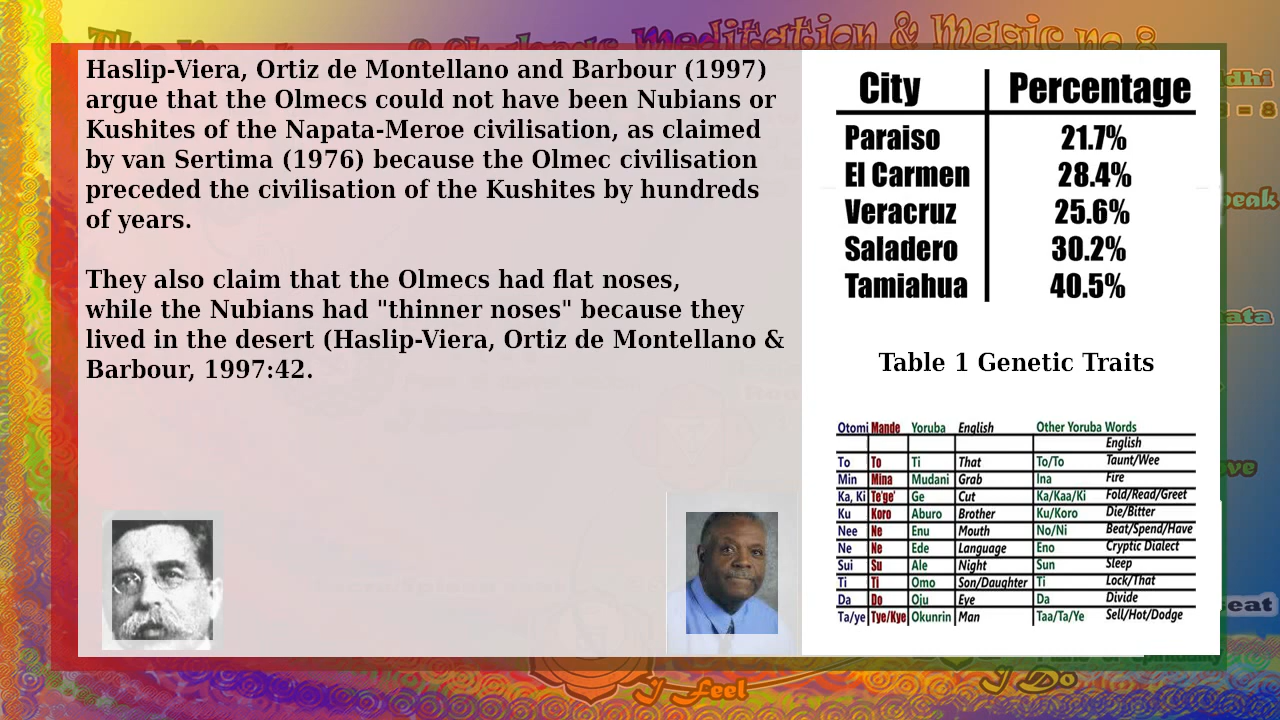 The
& Chakras Meditation & Magic no 8
Haslip-Viera, Ortiz de Montellano and Barbour (1997)
argue that the Olmecs could not have been Nubians or
Kushites of the Napata-Meroe civilisation, as claimed
by van Sertima (1976) because the Olmec civilisation
preceded the civilisation of the Kushites by hundreds
of years.
They also claim that the Olmecs had flat noses,
while the Nubians had "thinner noses" because they
lived in the desert (Haslip-Viera, Ortiz de Montellano &
Barbour, 1997:42.
City Percentage
Paraiso 21.7%
El Carmen 28.4%
Veracruz 25.6%
Saladero 30.2%
Tamiahua 40.5%
Table 1 Genetic Traits
Otomi Mande Yoruba English Other Yoruba Words
English
To To Ti That To/To Taunt/Wee
Min Mina Mudani Grab Ina Fire
Ka, Ki Te'ge' Ge Cut Ka/Kaa/Ki Fold/Read/Greet
Ku Koro Aburo Brother Ku/Koro Die/Bitter
Nee Ne Enu Mouth No/Ni Beat/Spend/Have
Ne Ne Ede Language Eno Cryptic Dialect
Sui Su Ale Night Sun Sleep
Ti Ti Omo Son/Daughter Ti Lock/That
Da Do Oju Eye Da Divide
Ta/ye Tye/Kye Okunrin Man Taa/Ta/Ye Sell/Hot/Dodge
= 8
I feel
I Do